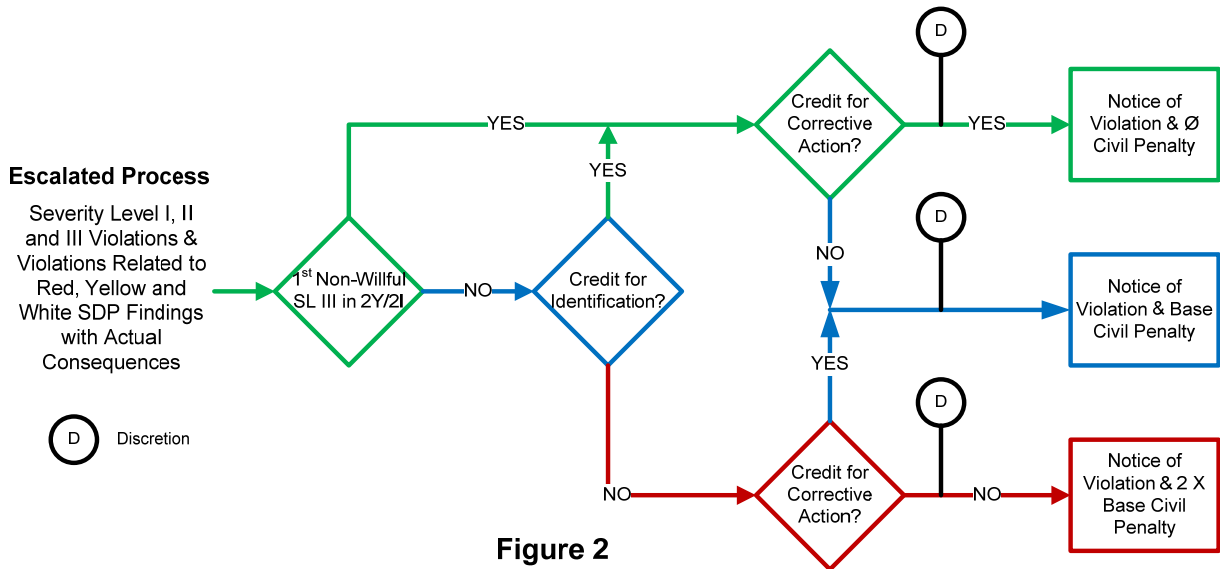 Escalated Process
Severity Level I, II
and III Violations &
Violations Related to
Red, Yellow and
White SDP Findings
with Actual
Consequences
D Discretion
1st Non-Willful
SL III in 2Y/2I
YES
NO
Credit for
Identification?
YES
NO
Credit for
Corrective
Action?
D
YES
NO
Notice of
Violation & Ø
Civil Penalty
D
Notice of
Violation & Base
Civil Penalty
YES
Credit for
Corrective
Action?
D
NO
Notice of
Violation & 2 X
Base Civil
Penalty
Figure 2